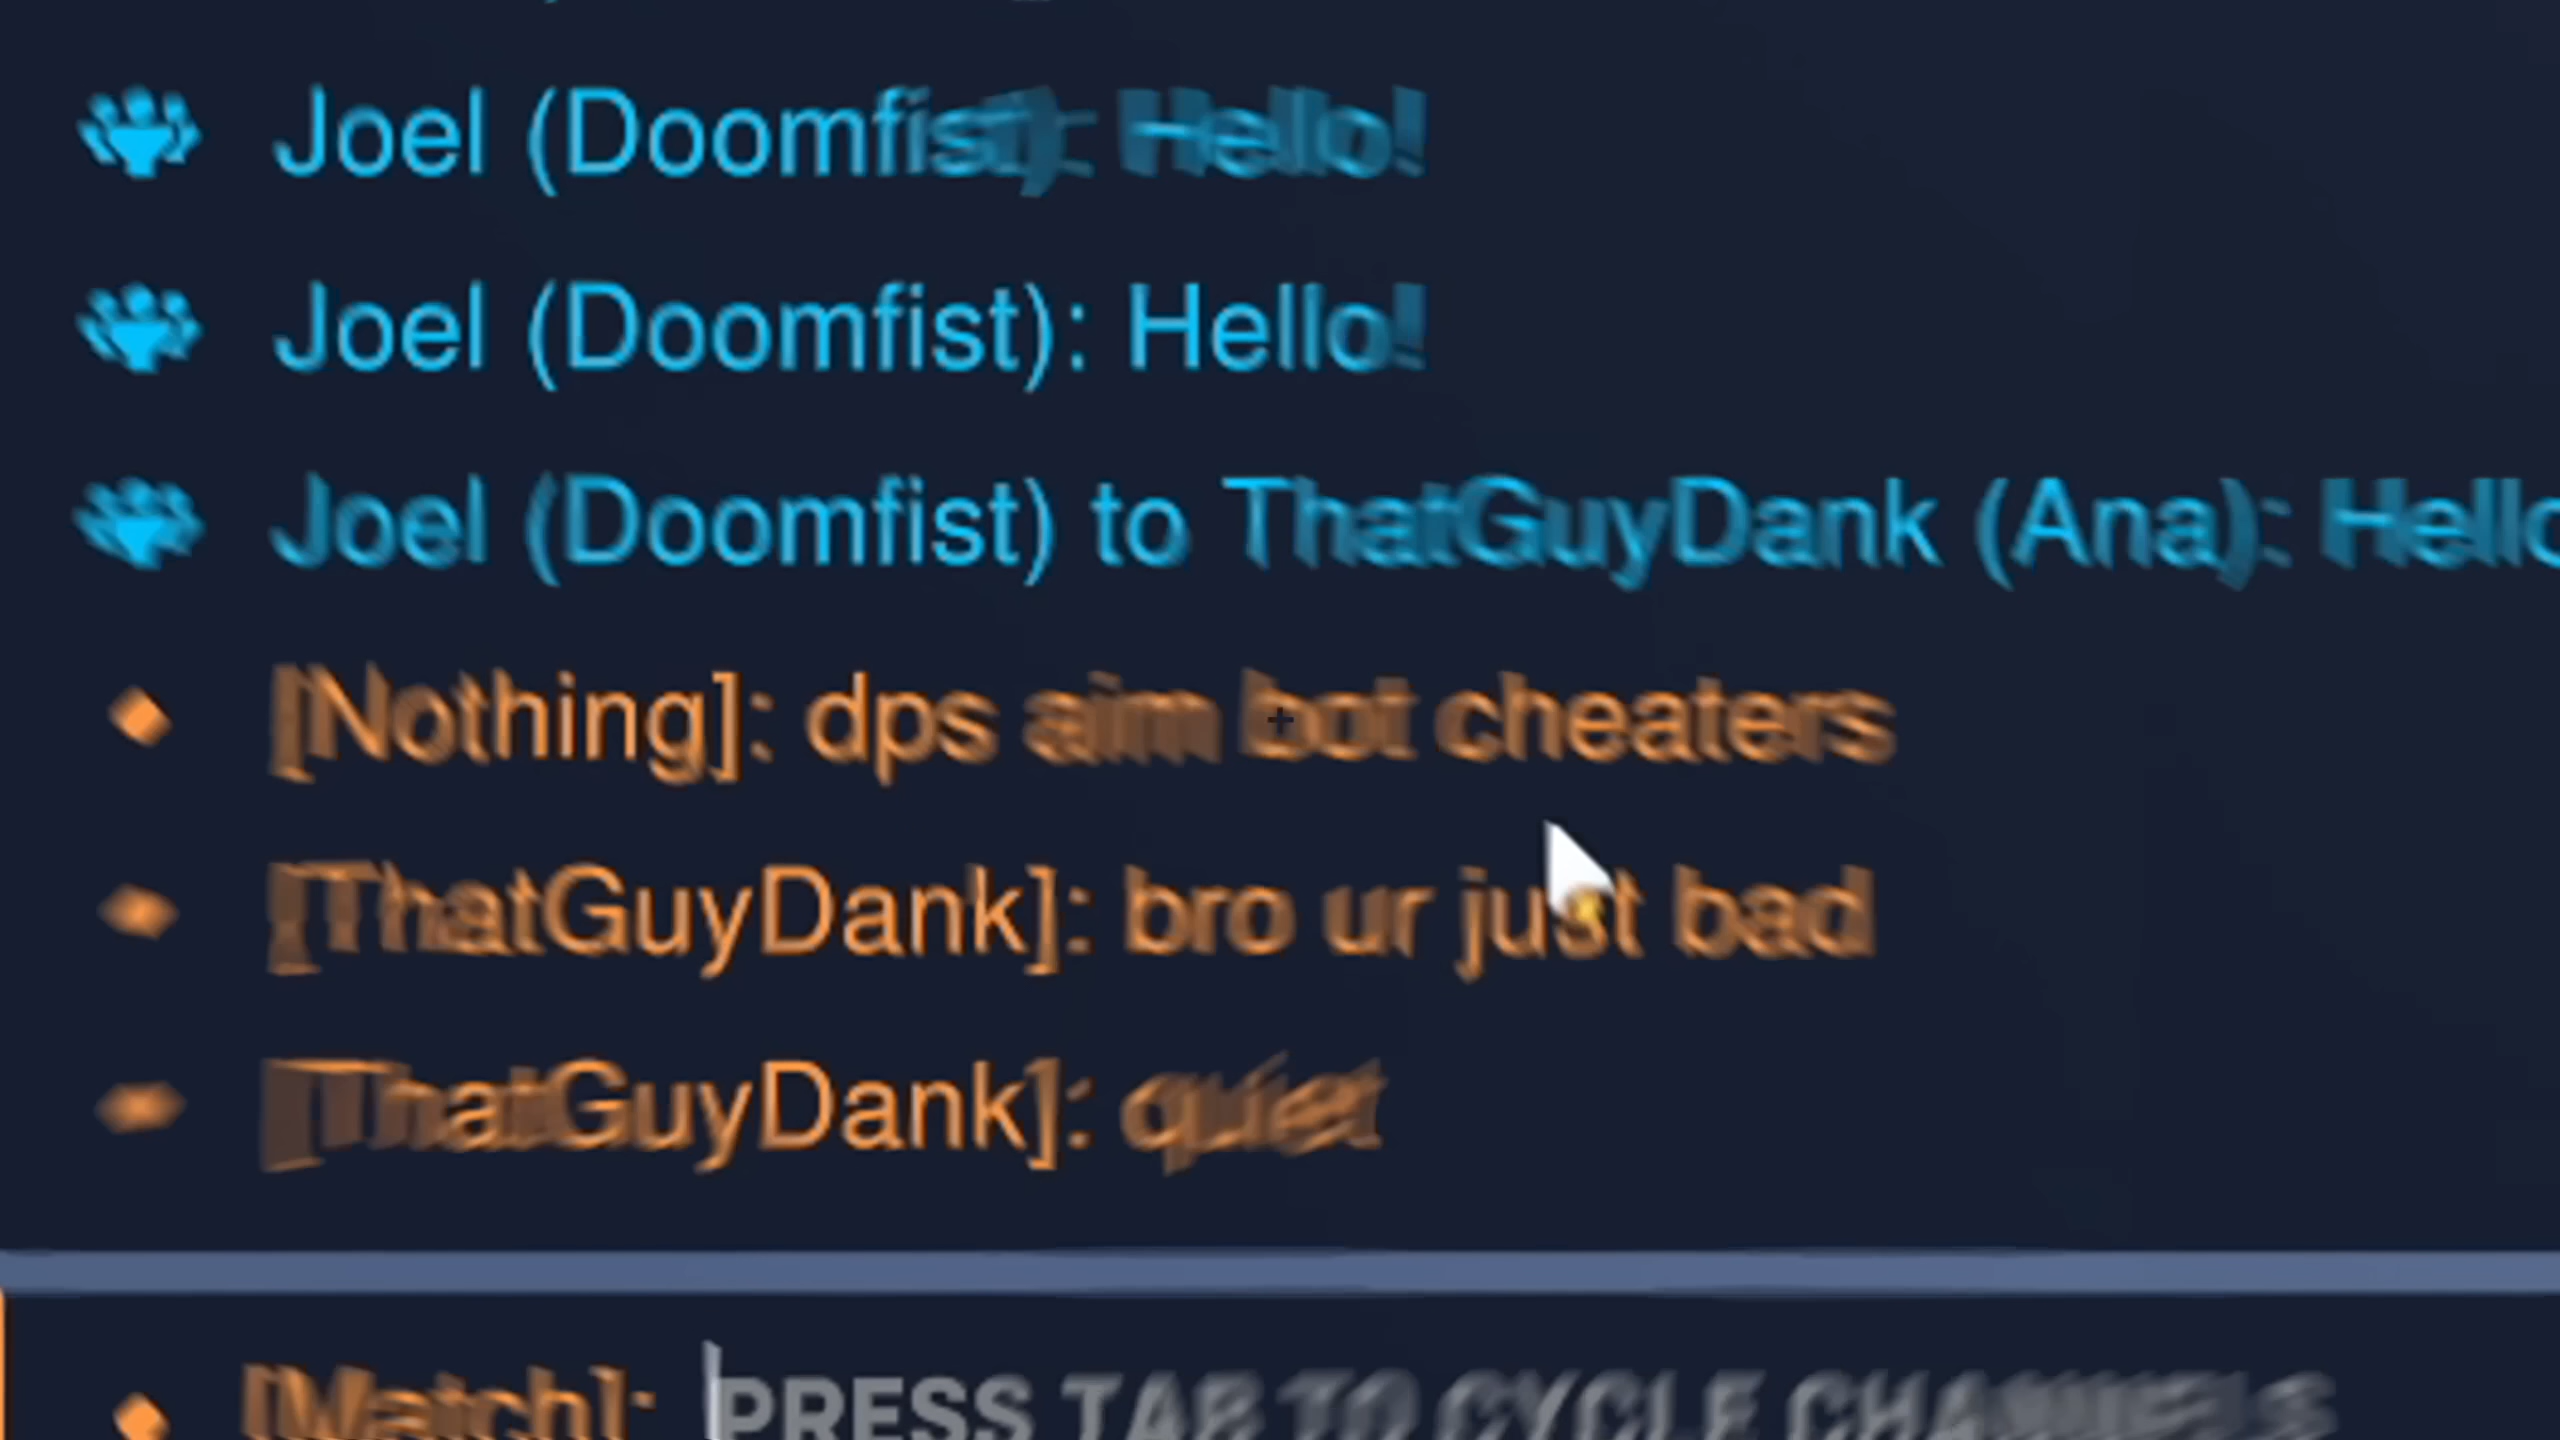 Joel (Doomfist): Hello!
Joel (Doomfist): Hello!
Joel (Doomfist) to ThatGuyDank (Ana): Hello
[Nothing]: dps aim bot cheaters
[ThatGuyDank]: bro ur just bad
[ThatGuyDank]: quiet
[Match]: PRESS TAB TO CYCLE CHANNELS